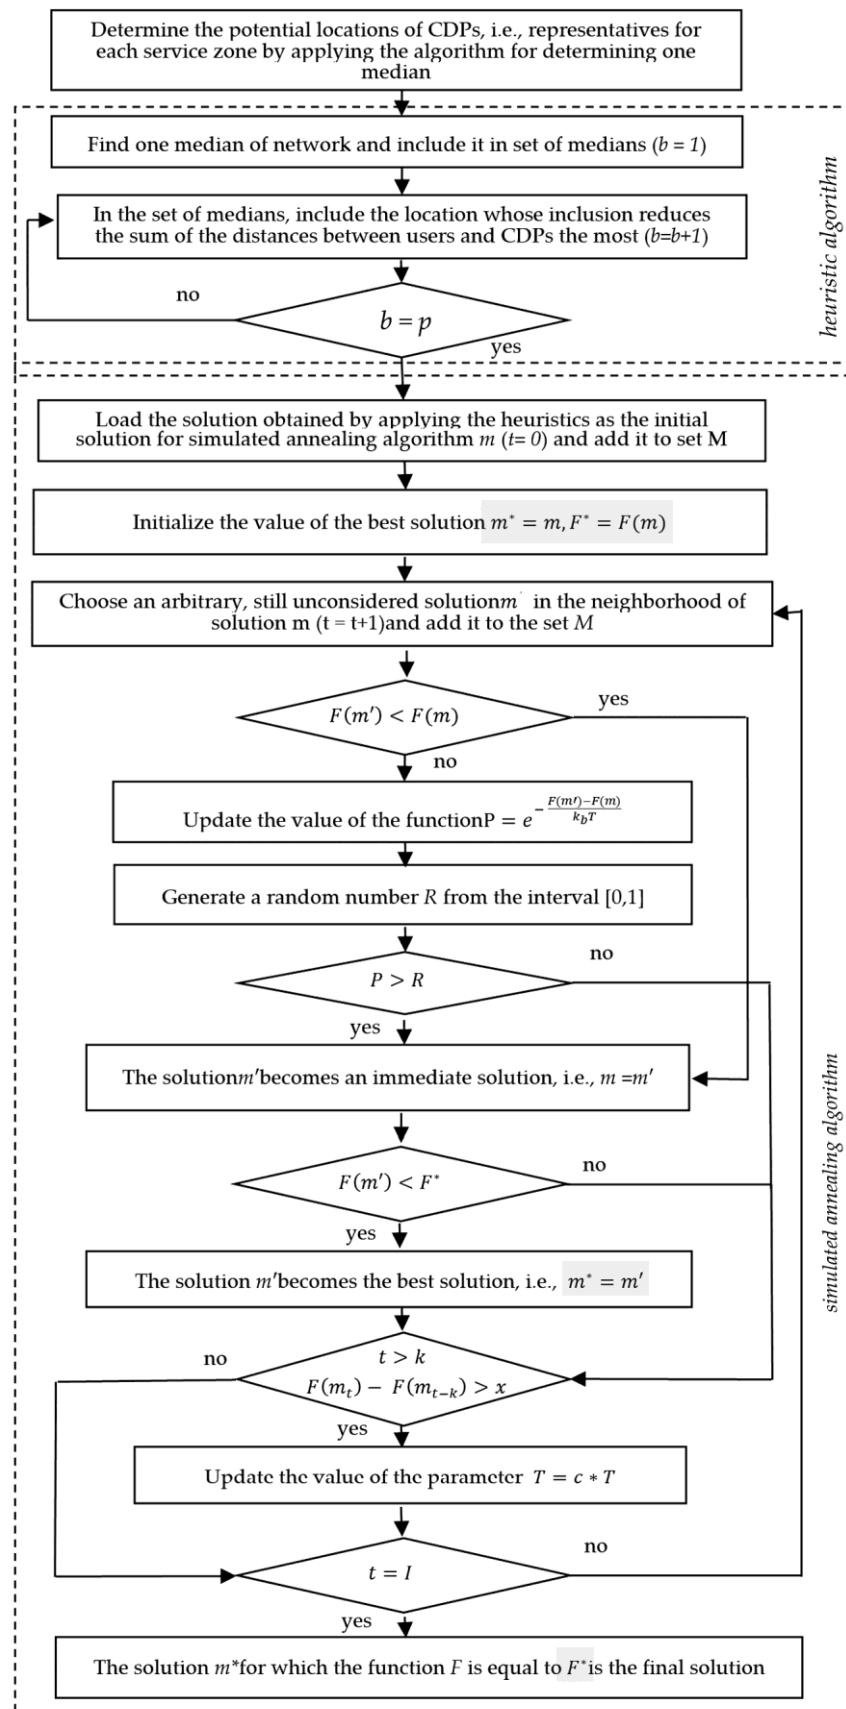 Determine the potential locations of CDPs, i.e., representatives for
each service zone by applying the algorithm for determining one
median
Find one median of network and include it in set of medians (b = 1)
In the set of medians, include the location whose inclusion reduces
the sum of the distances between users and CDPs the most (b=b+1)
no
b = p
yes
heuristic algorithm
Load the solution obtained by applying the heuristics as the initial
solution for simulated annealing algorithm m (t= 0) and add it to set M
Initialize the value of the best solution m* = m, F* = F(m)
Choose an arbitrary, still unconsidered solutionm' in the neighborhood of
solution m (t = t+1)and add it to the set M
F(m′) < F(m)
yes
no
Update the value of the functionP = e^{−\frac{F(m′)−F(m)}{k_b T}}
Generate a random number R from the interval [0,1]
P > R
no
yes
The solutionm′becomes an immediate solution, i.e., m =m′
F(m′) < F*
no
yes
The solution m′becomes the best solution, i.e., m* = m′
no
t > k
F(m_t) − F(m_{t−k}) > x
yes
Update the value of the parameter T = c ∗ T
t = I
no
yes
The solution m*for which the function F is equal to F*is the final solution
simulated annealing algorithm